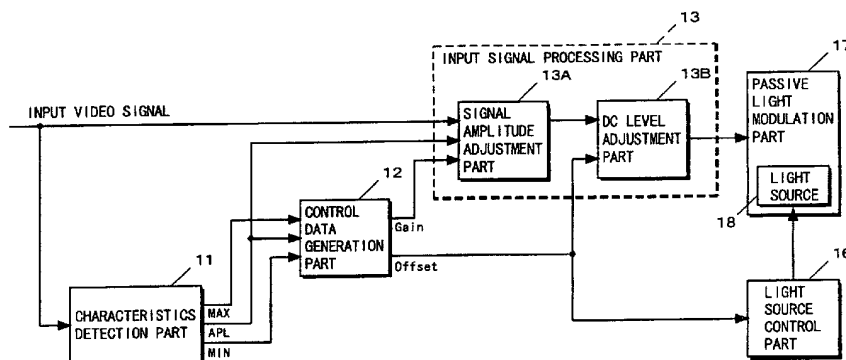 13
INPUT SIGNAL PROCESSING PART
13A
13B
17
INPUT VIDEO SIGNAL
SIGNAL
AMPLITUDE
ADJUSTMENT
PART
DC LEVEL
ADJUSTMENT
PART
PASSIVE
LIGHT
MODULATION
PART
LIGHT
SOURCE
18
12
CONTROL
DATA
GENERATION
PART
Gain
Offset
11
CHARACTERISTICS
DETECTION PART
MAX
APL
MIN
16
LIGHT
SOURCE
CONTROL
PART